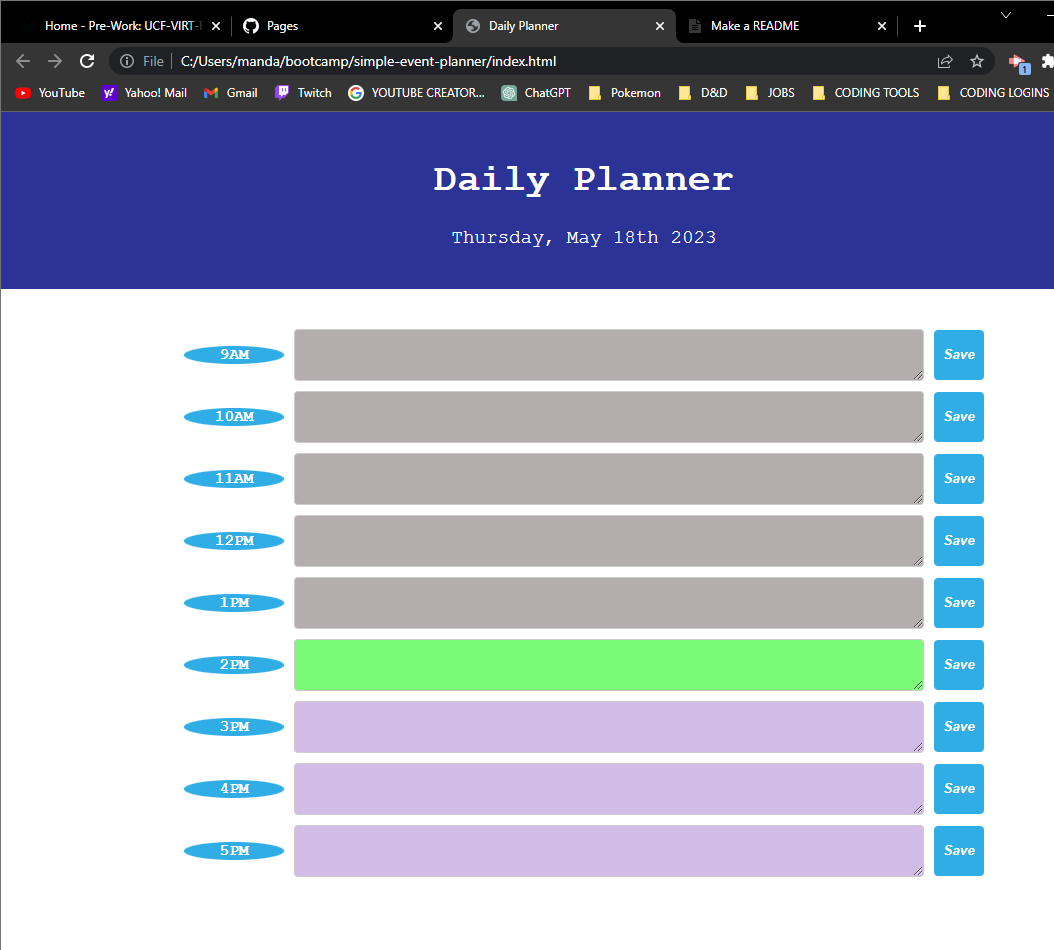 Home - Pre-Work: UCF-VIRT- Pages Daily Planner Make a README
File C:/Users/manda/bootcamp/simple-event-planner/index.html 1
YouTube Yahoo! Mail Gmail Twitch YOUTUBE CREATOR... ChatGPT Pokemon D&D JOBS CODING TOOLS CODING LOGINS
Daily Planner
Thursday, May 18th 2023
9AM Save
10AM Save
11AM Save
12PM Save
1PM Save
2PM Save
3PM Save
4PM Save
5PM Save